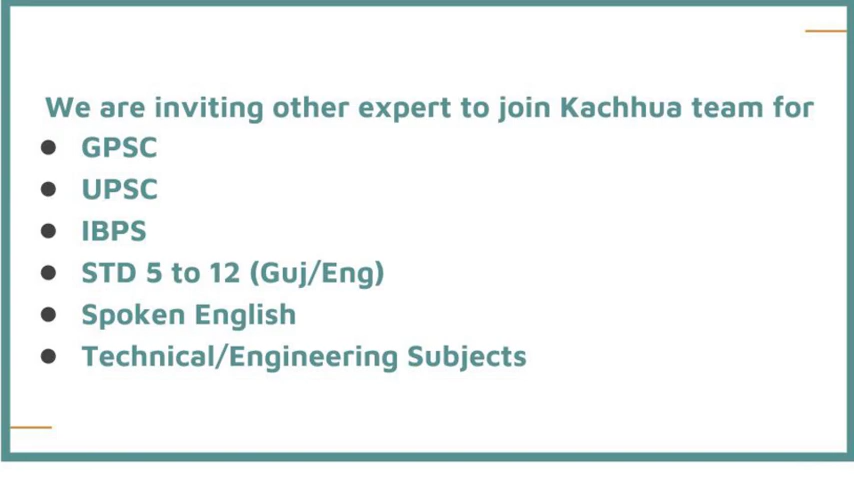 We are inviting other expert to join Kachhua team for
● GPSC
● UPSC
● IBPS
● STD 5 to 12 (Guj/Eng)
● Spoken English
● Technical/Engineering Subjects